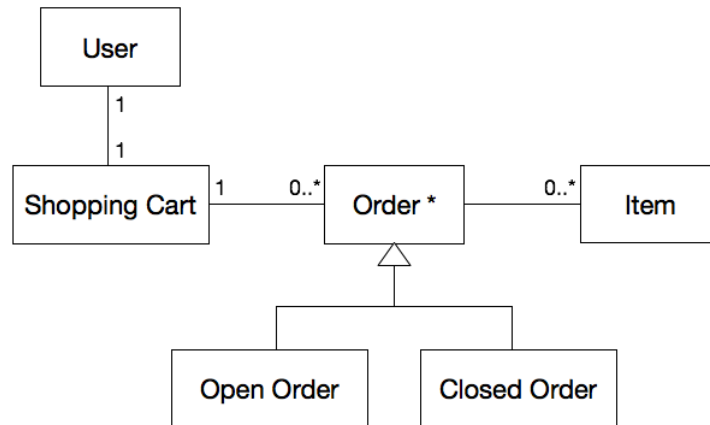 User
1
1
Shopping Cart
1
0..*
Order *
0..*
Item
Open Order
Closed Order